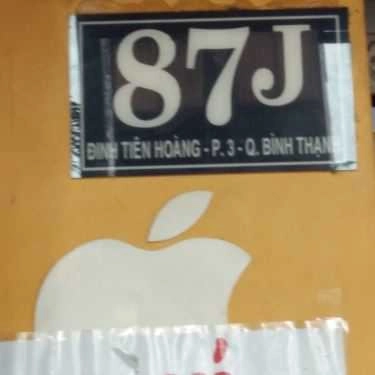 87J
ĐINH TIÊN HOÀNG - P. 3 - Q. BÌNH THẠNH